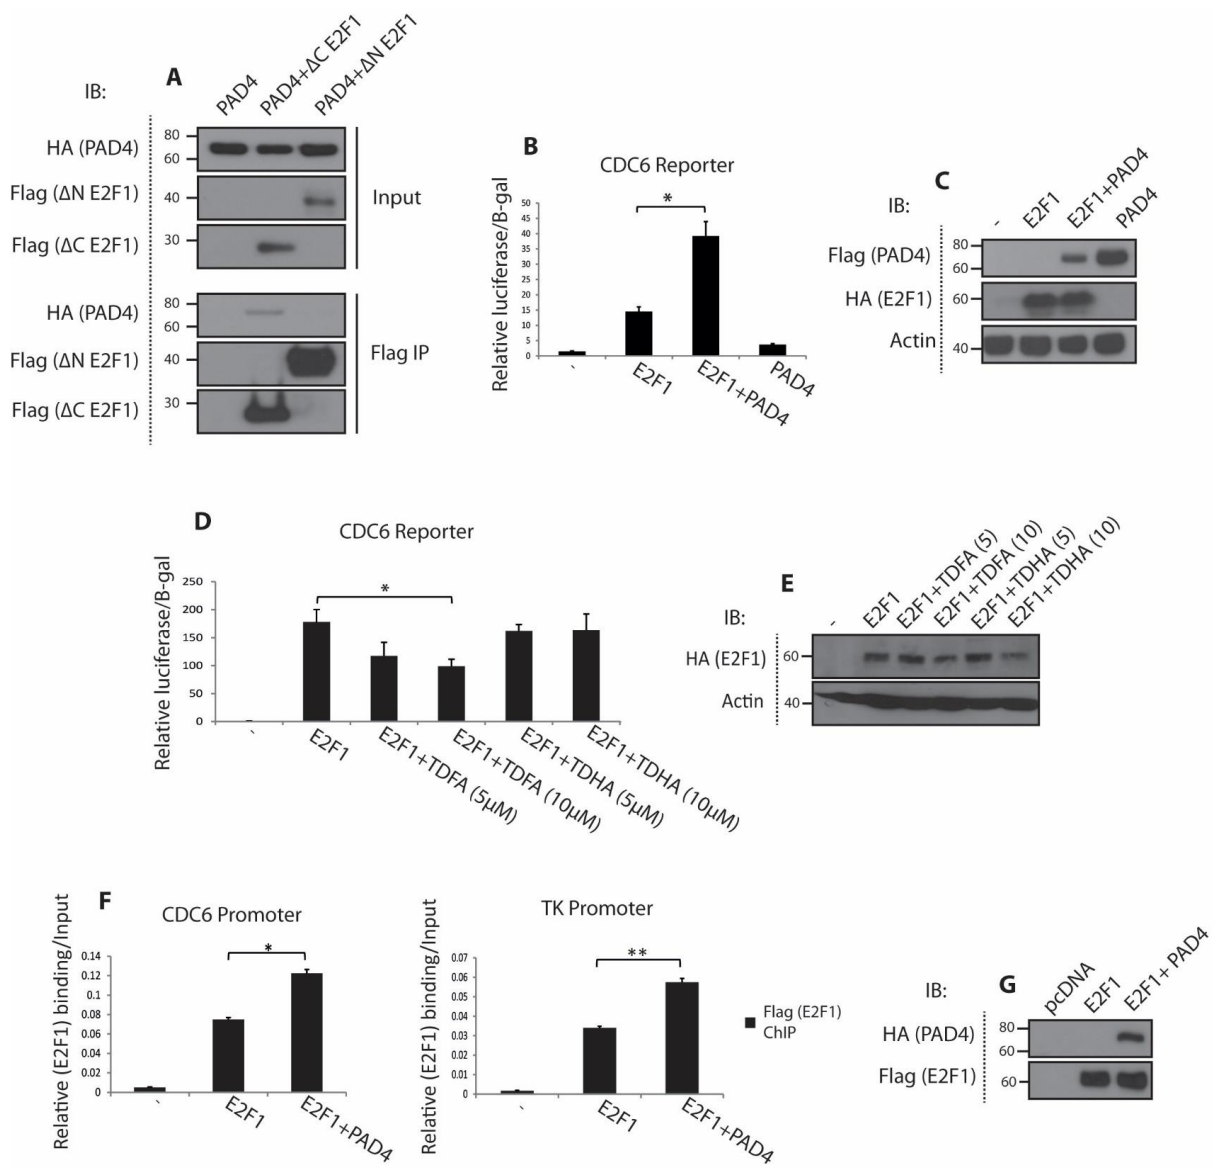 A
IB:
PAD4
PAD4+ΔC E2F1
PAD4+ΔN E2F1
HA (PAD4)
80
60
Flag (ΔN E2F1)
40
Input
Flag (ΔC E2F1)
30
HA (PAD4)
80
60
Flag (ΔN E2F1)
40
Flag IP
Flag (ΔC E2F1)
30
B
CDC6 Reporter
Relative luciferase/B-gal
*
50
45
40
35
30
25
20
15
10
5
0
-
E2F1
E2F1+PAD4
PAD4
C
IB:
-
E2F1
E2F1+PAD4
PAD4
Flag (PAD4)
80
60
HA (E2F1)
60
Actin
40
D
CDC6 Reporter
Relative luciferase/B-gal
*
250
200
150
100
50
0
-
E2F1
E2F1+TDFA (5μM)
E2F1+TDFA (10μM)
E2F1+TDHA (5μM)
E2F1+TDHA (10μM)
E
IB:
-
E2F1
E2F1+TDFA (5)
E2F1+TDFA (10)
E2F1+TDHA (5)
E2F1+TDHA (10)
HA (E2F1)
60
Actin
40
F
CDC6 Promoter
Relative (E2F1) binding/Input
*
0.14
0.12
0.1
0.08
0.06
0.04
0.02
0
-
E2F1
E2F1+PAD4
TK Promoter
Relative (E2F1) binding/Input
**
0.07
0.06
0.05
0.04
0.03
0.02
0.01
0
-
E2F1
E2F1+PAD4
Flag (E2F1)
ChIP
G
IB:
pcDNA
E2F1
E2F1+ PAD4
HA (PAD4)
80
60
Flag (E2F1)
60